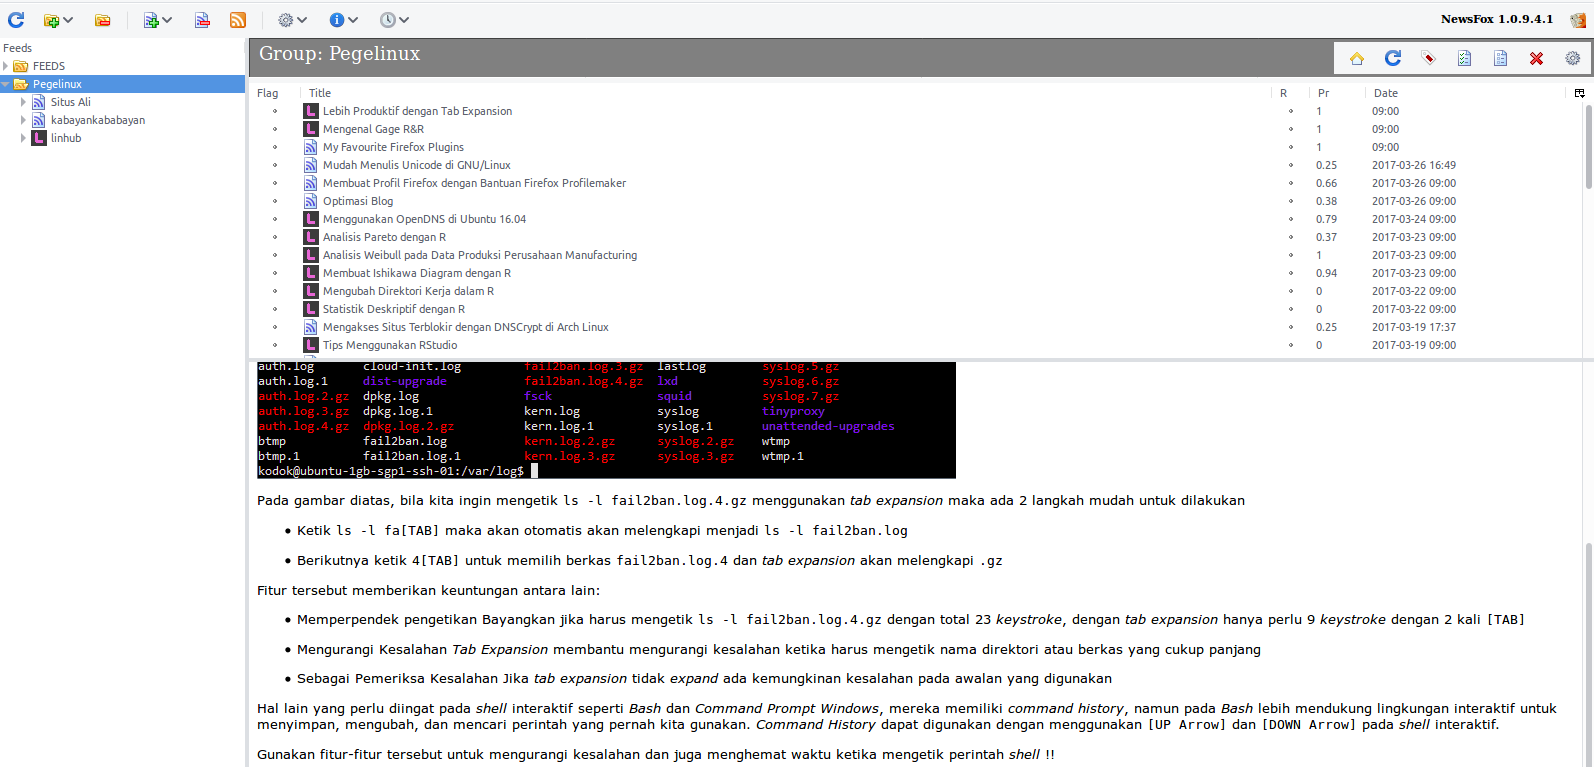 NewsFox 1.0.9.4.1
Feeds
FEEDS
Pegelinux
Situs Ali
kabayankababayan
linhub
Group: Pegelinux
Flag Title R Pr Date
Lebih Produktif dengan Tab Expansion 1 09:00
Mengenal Gage R&R 1 09:00
My Favourite Firefox Plugins 1 09:00
Mudah Menulis Unicode di GNU/Linux 0.25 2017-03-26 16:49
Membuat Profil Firefox dengan Bantuan Firefox Profilemaker 0.66 2017-03-26 09:00
Optimasi Blog 0.38 2017-03-26 09:00
Menggunakan OpenDNS di Ubuntu 16.04 0.79 2017-03-24 09:00
Analisis Pareto dengan R 0.37 2017-03-23 09:00
Analisis Weibull pada Data Produksi Perusahaan Manufacturing 1 2017-03-23 09:00
Membuat Ishikawa Diagram dengan R 0.94 2017-03-23 09:00
Mengubah Direktori Kerja dalam R 0 2017-03-22 09:00
Statistik Deskriptif dengan R 0 2017-03-22 09:00
Mengakses Situs Terblokir dengan DNSCrypt di Arch Linux 0.25 2017-03-19 17:37
Tips Menggunakan RStudio 0 2017-03-19 09:00
auth.log cloud-init.log fail2ban.log.3.gz lastlog syslog.5.gz
auth.log.1 dist-upgrade fail2ban.log.4.gz lxd syslog.6.gz
auth.log.2.gz dpkg.log fsck squid syslog.7.gz
auth.log.3.gz dpkg.log.1 kern.log syslog tinyproxy
auth.log.4.gz dpkg.log.2.gz kern.log.1 syslog.1 unattended-upgrades
btmp fail2ban.log kern.log.2.gz syslog.2.gz wtmp
btmp.1 fail2ban.log.1 kern.log.3.gz syslog.3.gz wtmp.1
kodok@ubuntu-1gb-sgp1-ssh-01:/var/log$
Pada gambar diatas, bila kita ingin mengetik ls -l fail2ban.log.4.gz menggunakan tab expansion maka ada 2 langkah mudah untuk dilakukan
• Ketik ls -l fa[TAB] maka akan otomatis akan melengkapi menjadi ls -l fail2ban.log
• Berikutnya ketik 4[TAB] untuk memilih berkas fail2ban.log.4 dan tab expansion akan melengkapi .gz
Fitur tersebut memberikan keuntungan antara lain:
• Memperpendek pengetikan Bayangkan jika harus mengetik ls -l fail2ban.log.4.gz dengan total 23 keystroke, dengan tab expansion hanya perlu 9 keystroke dengan 2 kali [TAB]
• Mengurangi Kesalahan Tab Expansion membantu mengurangi kesalahan ketika harus mengetik nama direktori atau berkas yang cukup panjang
• Sebagai Pemeriksa Kesalahan Jika tab expansion tidak expand ada kemungkinan kesalahan pada awalan yang digunakan
Hal lain yang perlu diingat pada shell interaktif seperti Bash dan Command Prompt Windows, mereka memiliki command history, namun pada Bash lebih mendukung lingkungan interaktif untuk
menyimpan, mengubah, dan mencari perintah yang pernah kita gunakan. Command History dapat digunakan dengan menggunakan [UP Arrow] dan [DOWN Arrow] pada shell interaktif.
Gunakan fitur-fitur tersebut untuk mengurangi kesalahan dan juga menghemat waktu ketika mengetik perintah shell !!